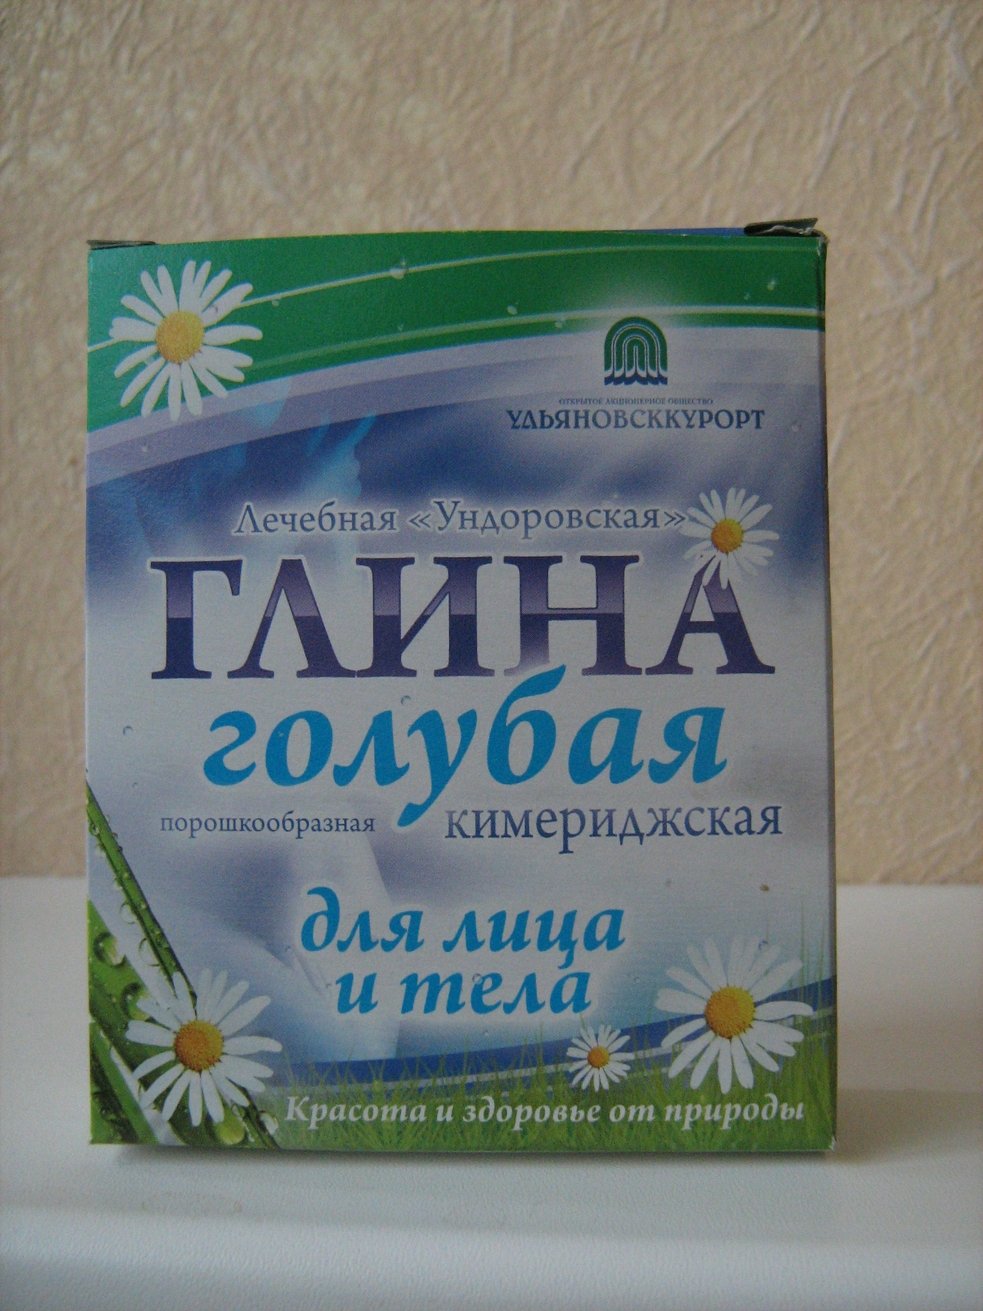 ОТКРЫТОЕ АКЦИОНЕРНОЕ ОБЩЕСТВО
УЛЬЯНОВСККУРОРТ
Лечебная «Ундоровская»
ГЛИНА
голубая
порошкообразная кимериджская
для лица
и тела
Красота и здоровье от природы